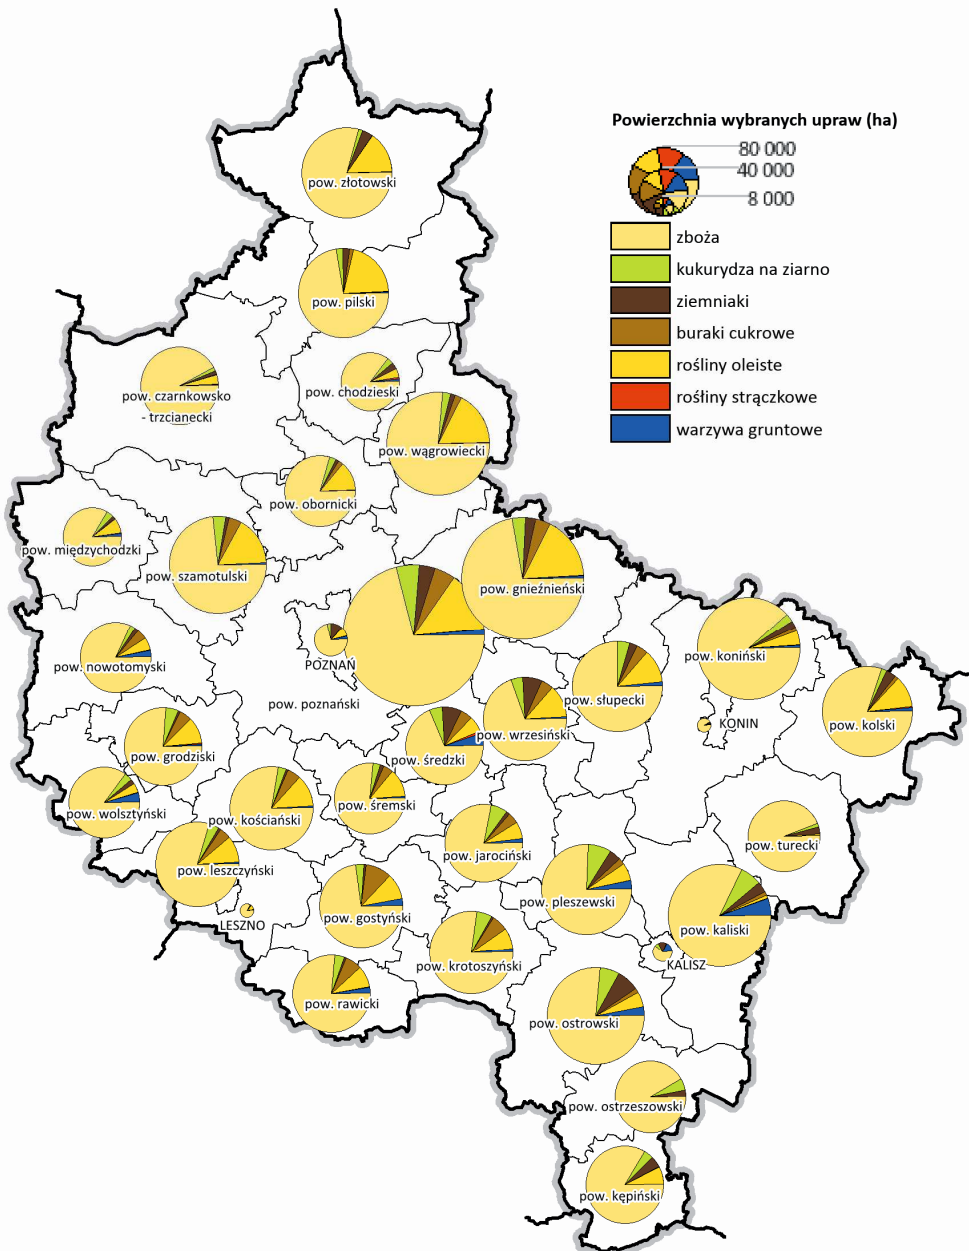 Powierzchnia wybranych upraw (ha)
80 000
40 000
8 000
zboża
kukurydza na ziarno
ziemniaki
buraki cukrowe
rośliny oleiste
rośłiny strączkowe
warzywa gruntowe
pow. złotowski
pow. pilski
pow. czarnkowsko
- trzcianecki
pow. chodzieski
pow. wągrowiecki
pow. obornicki
pow. międzychodzki
pow. szamotulski
pow. gnieźnieński
pow. nowotomyski
POZNAŃ
pow. poznański
pow. koniński
pow. słupecki
KONIN
pow. kolski
pow. wrzesiński
pow. grodziski
pow. średzki
pow. wolsztyński
pow. kościański
pow. śremski
pow. jarociński
pow. turecki
pow. leszczyński
LESZNO
pow. gostyński
pow. pleszewski
pow. kaliski
KALISZ
pow. krotoszyński
pow. rawicki
pow. ostrowski
pow. ostrzeszowski
pow. kępiński